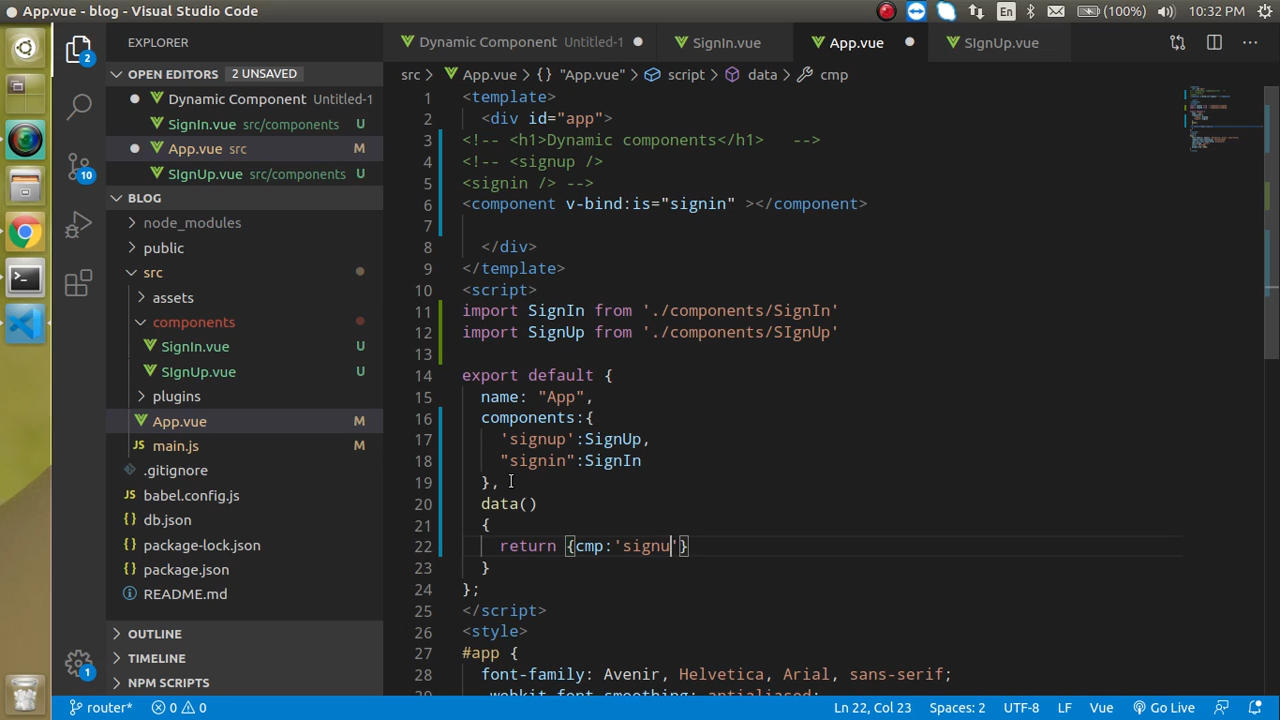 App.vue - blog - Visual Studio Code
En
(100%)
10:32 PM
EXPLORER
OPEN EDITORS 2 UNSAVED
Dynamic Component Untitled-1
SignIn.vue src/components U
App.vue src M
SIgnUp.vue src/components U
BLOG
node_modules
public
src
assets
components
SignIn.vue U
SIgnUp.vue U
plugins
App.vue M
main.js M
.gitignore
babel.config.js
db.json
package-lock.json
package.json
README.md
OUTLINE
TIMELINE
NPM SCRIPTS
2
10
1
Dynamic Component Untitled-1
SignIn.vue
App.vue
SIgnUp.vue
src > App.vue > {} "App.vue" > script > data > cmp
1 <template>
2 <div id="app">
3 <!-- <h1>Dynamic components</h1> -->
4 <!-- <signup />
5 <signin /> -->
6 <component v-bind:is="signin" ></component>
7
8 </div>
9 </template>
10 <script>
11 import SignIn from './components/SignIn'
12 import SignUp from './components/SIgnUp'
13
14 export default {
15 name: "App",
16 components:{
17 'signup':SignUp,
18 "signin":SignIn
19 },
20 data()
21 {
22 return {cmp:'signu'}
23 }
24 };
25 </script>
26 <style>
27 #app {
28 font-family: Avenir, Helvetica, Arial, sans-serif;
29 -webkit-font-smoothing: antialiased;
router*
0 0
Ln 22, Col 23
Spaces: 2
UTF-8
LF
Vue
Go Live